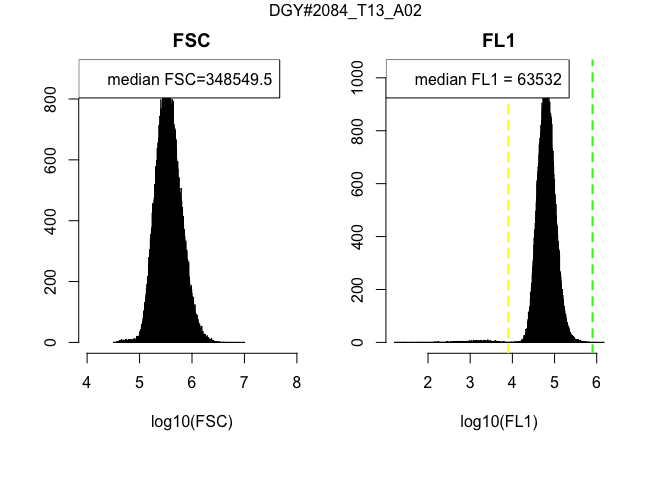 DGY#2084_T13_A02
FSC
median FSC=348549.5
0
200
400
600
800
4 5 6 7 8
log10(FSC)
FL1
median FL1 = 63532
0
200
400
600
800
1000
2 3 4 5 6
log10(FL1)